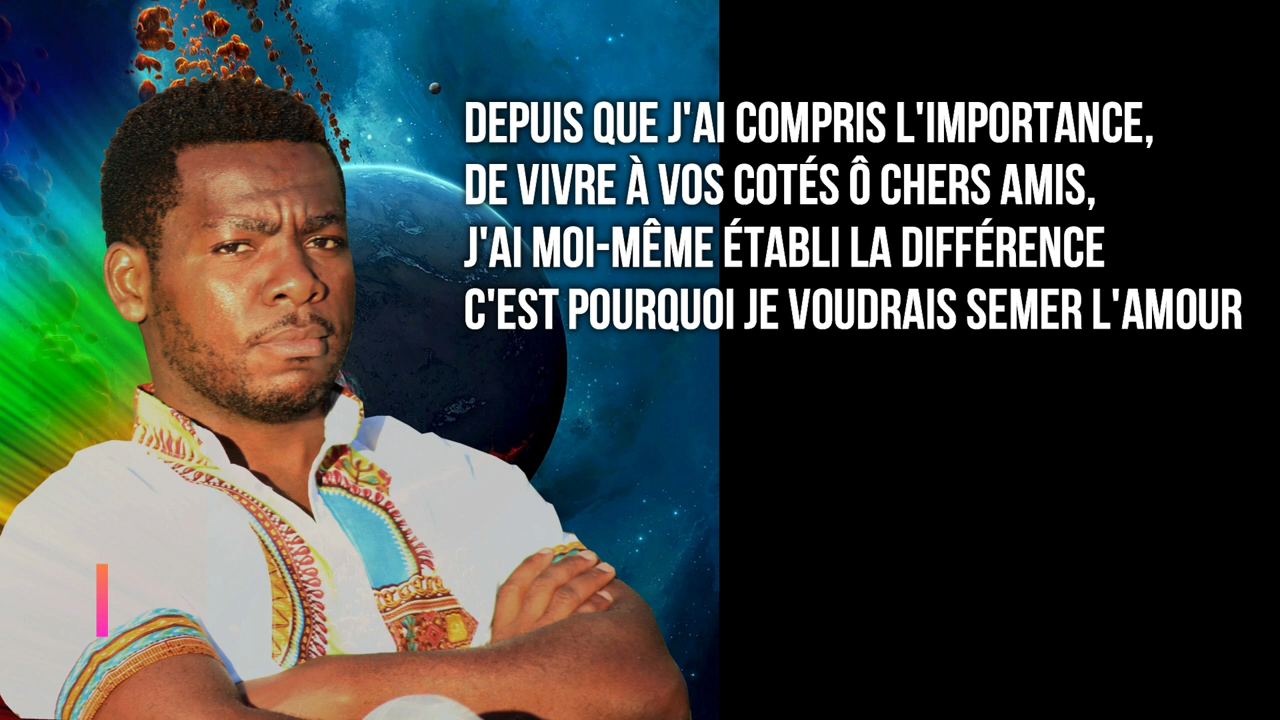 DEPUIS QUE J'AI COMPRIS L'IMPORTANCE,
DE VIVRE À VOS COTÉS Ô CHERS AMIS,
J'AI MOI-MÊME ÉTABLI LA DIFFÉRENCE
C'EST POURQUOI JE VOUDRAIS SEMER L'AMOUR